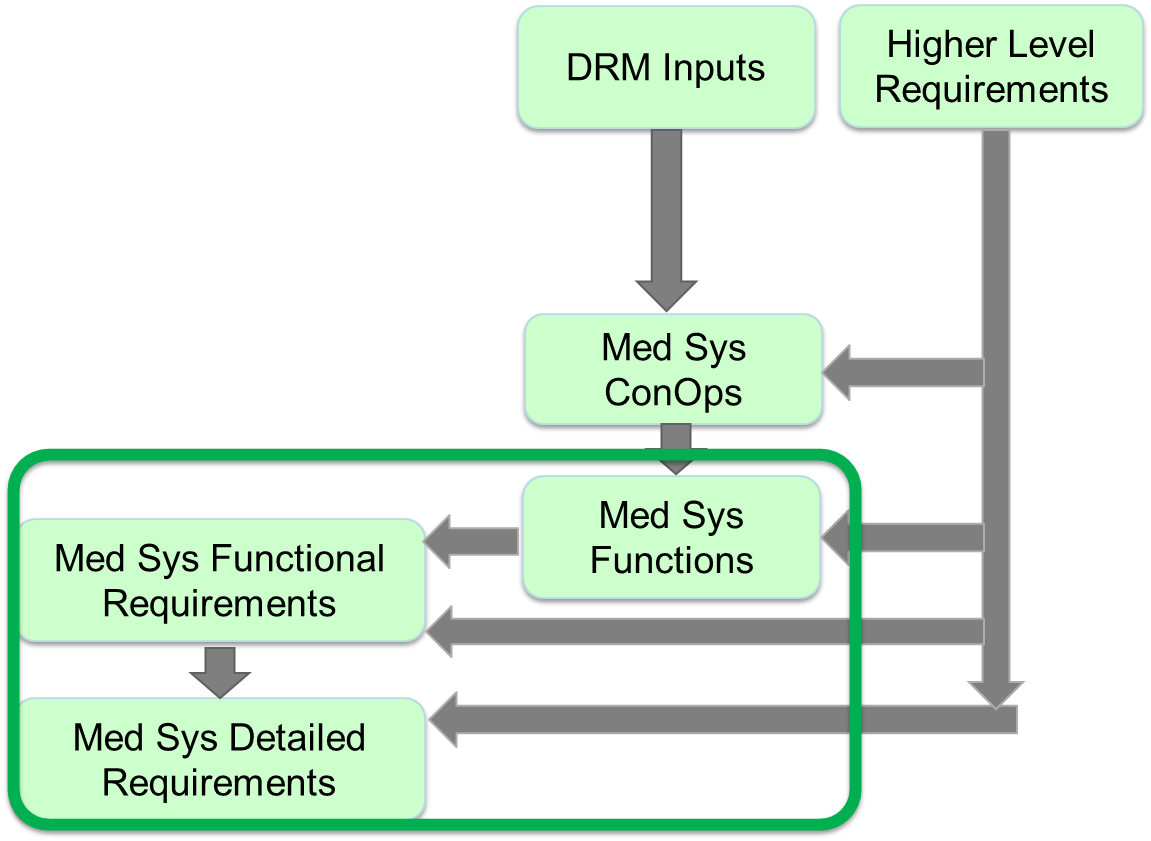 DRM Inputs
Higher Level
Requirements
Med Sys
ConOps
Med Sys
Functions
Med Sys Functional
Requirements
Med Sys Detailed
Requirements